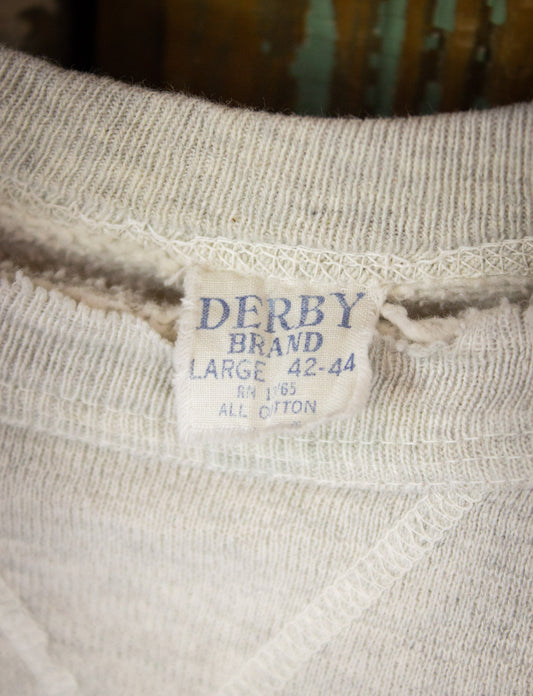 DERBY
BRAND
LARGE 42-44
RN
ALL COTTON